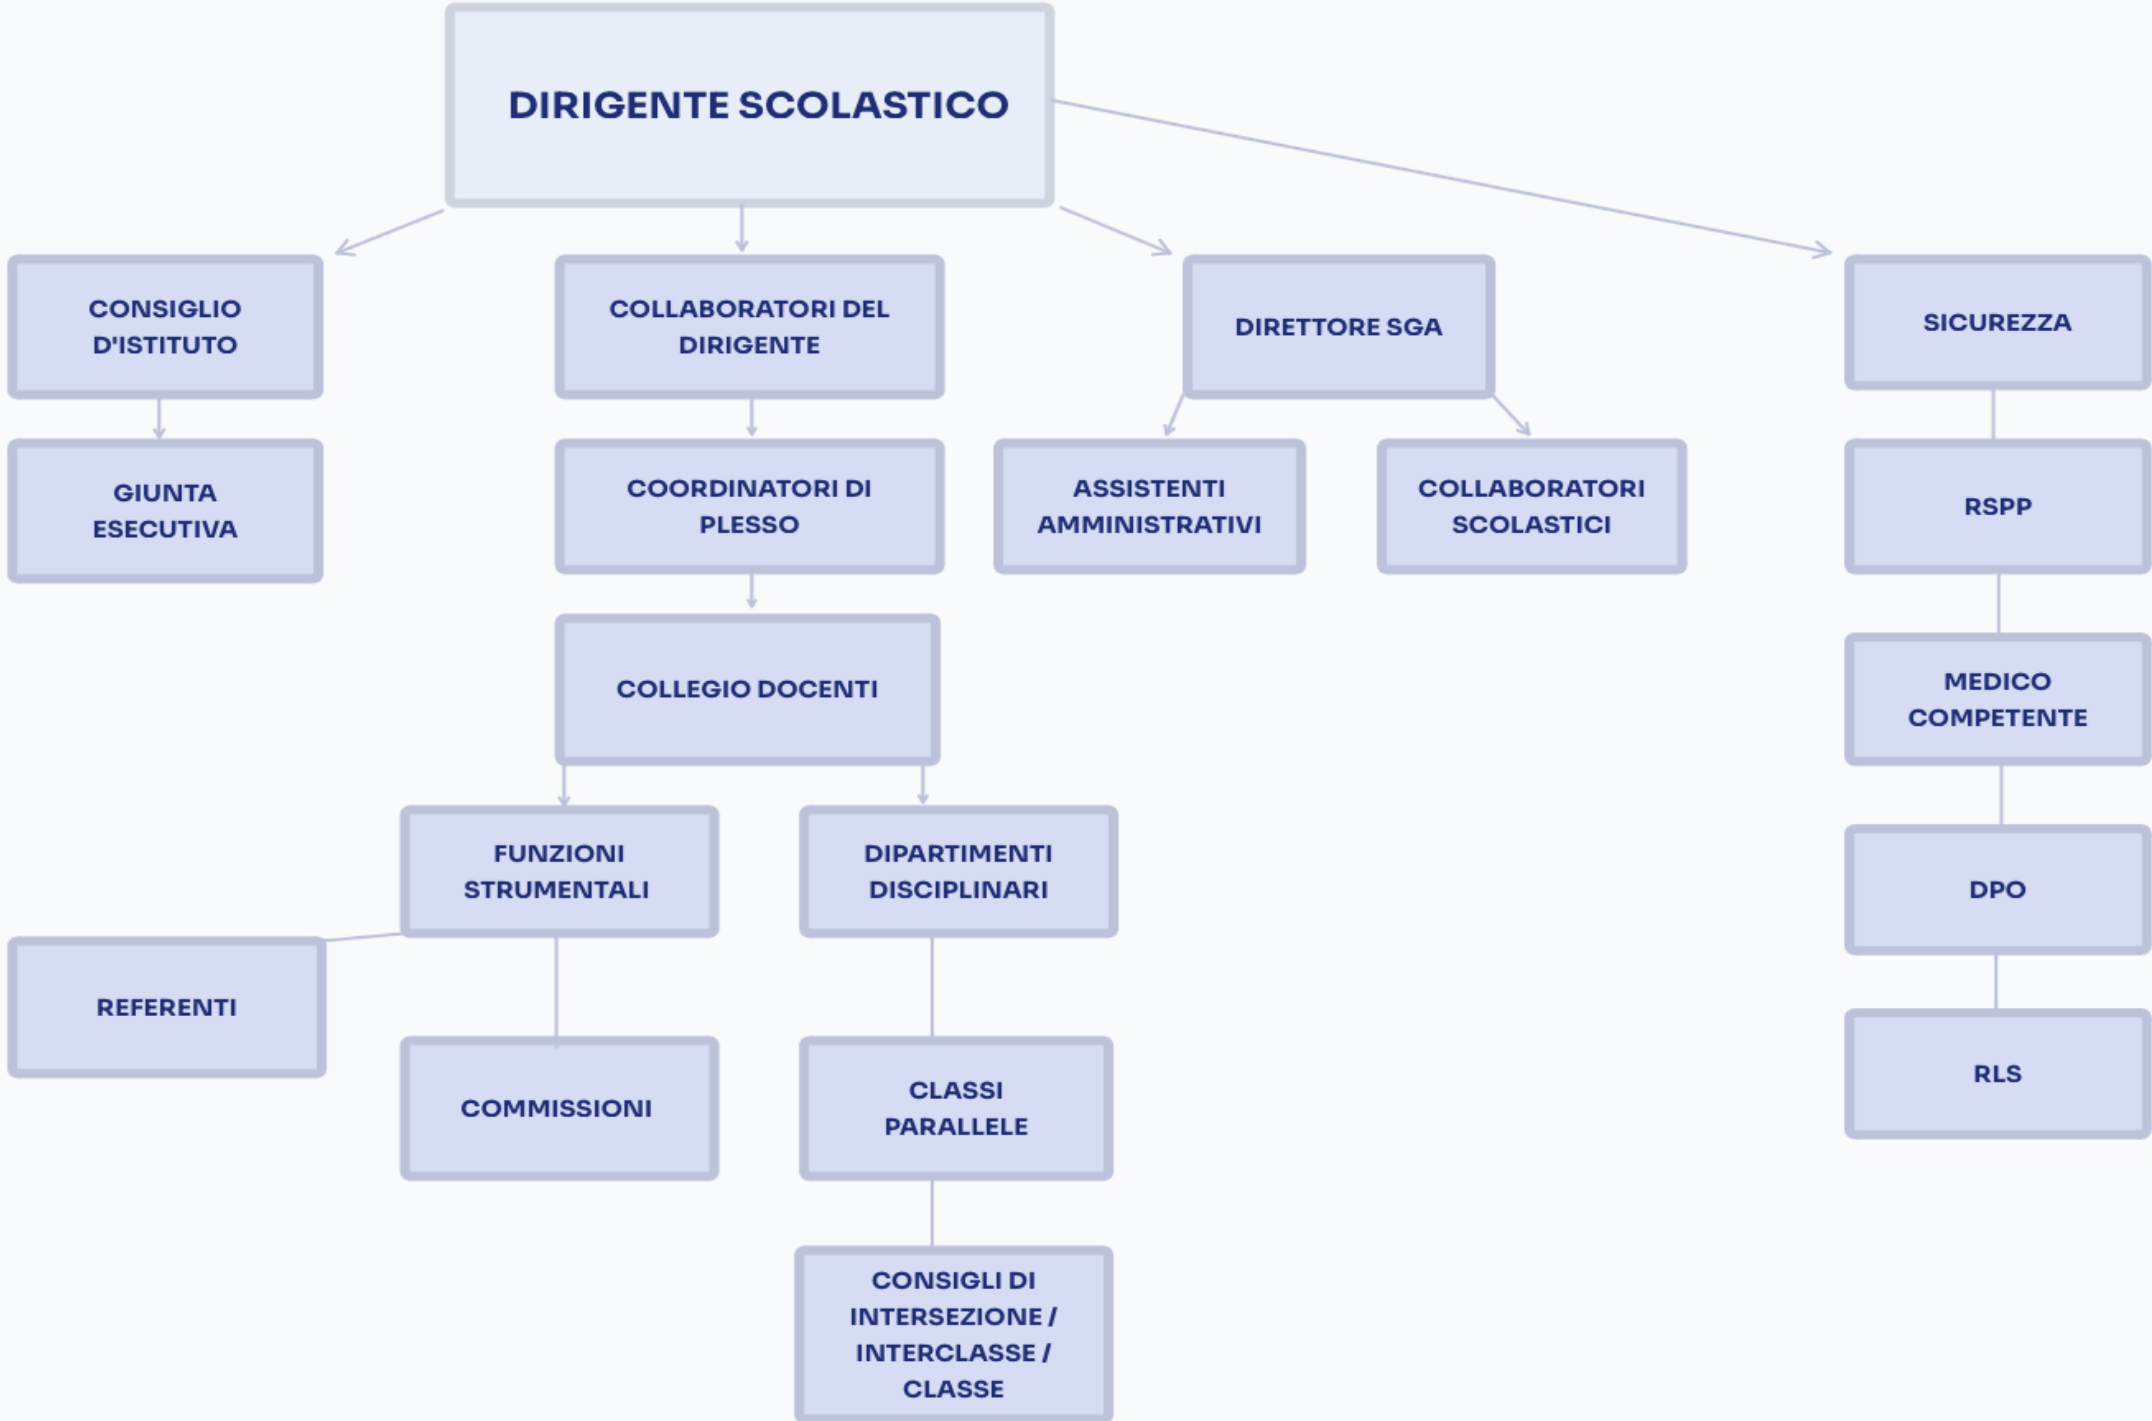 DIRIGENTE SCOLASTICO
CONSIGLIO
D'ISTITUTO
COLLABORATORI DEL
DIRIGENTE
DIRETTORE SGA
SICUREZZA
GIUNTA
ESECUTIVA
COORDINATORI DI
PLESSO
ASSISTENTI
AMMINISTRATIVI
COLLABORATORI
SCOLASTICI
RSPP
COLLEGIO DOCENTI
MEDICO
COMPETENTE
FUNZIONI
STRUMENTALI
DIPARTIMENTI
DISCIPLINARI
DPO
REFERENTI
COMMISSIONI
CLASSI
PARALLELE
RLS
CONSIGLI DI
INTERSEZIONE /
INTERCLASSE /
CLASSE